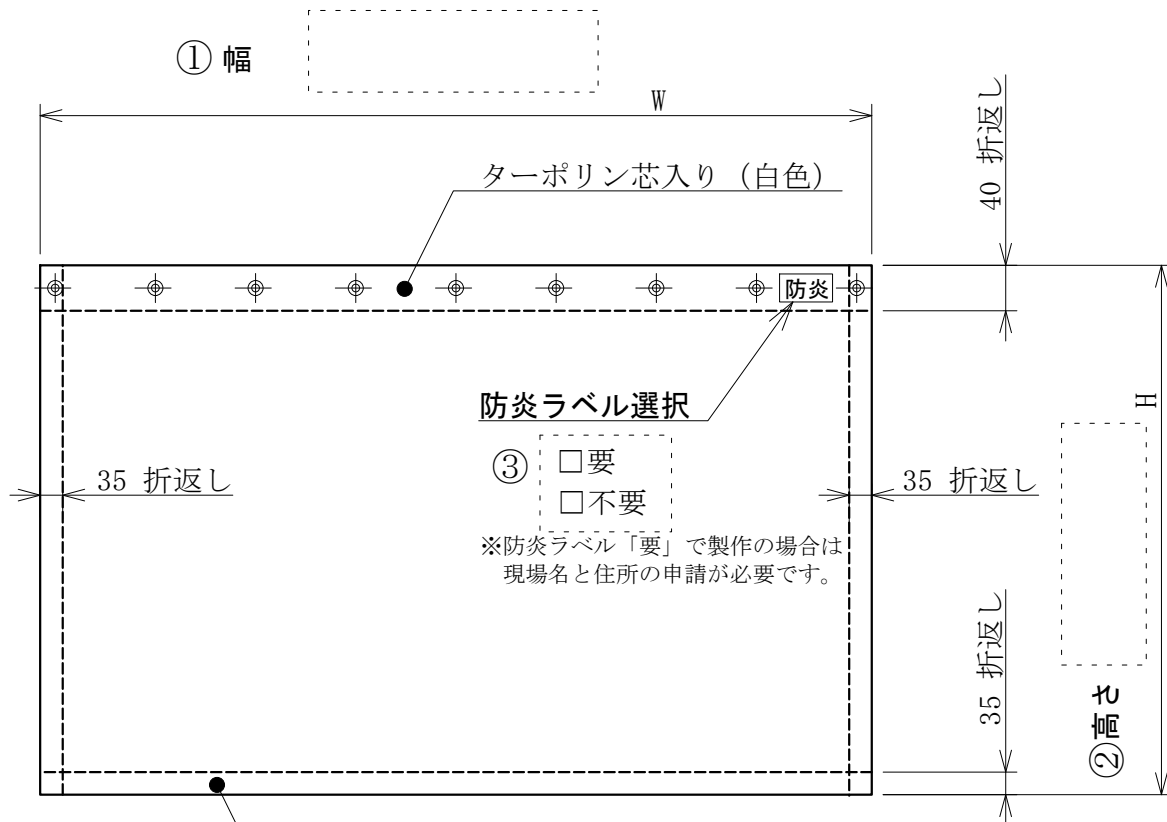 ① 幅
W
ターポリン芯入り（白色）
40 折返し
防炎
防炎ラベル選択
H
③
□要
□不要
35 折返し
35 折返し
※防炎ラベル「要」で製作の場合は
現場名と住所の申請が必要です。
35 折返し
②高さ